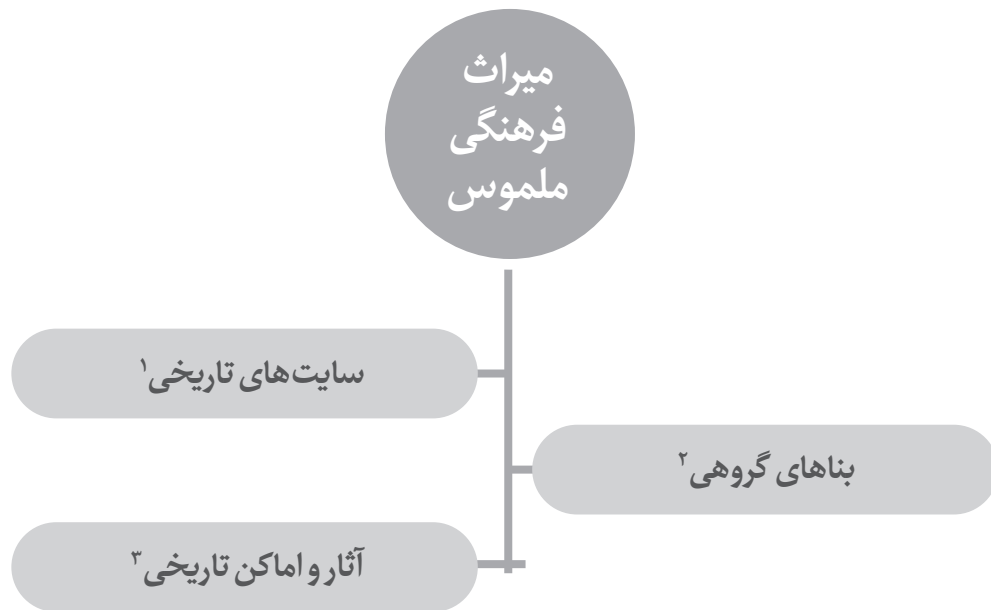 میراث
فرهنگی
ملموس
سایت‌های تاریخی۱
بناهای گروهی۲
آثار و اماکن تاریخی۳